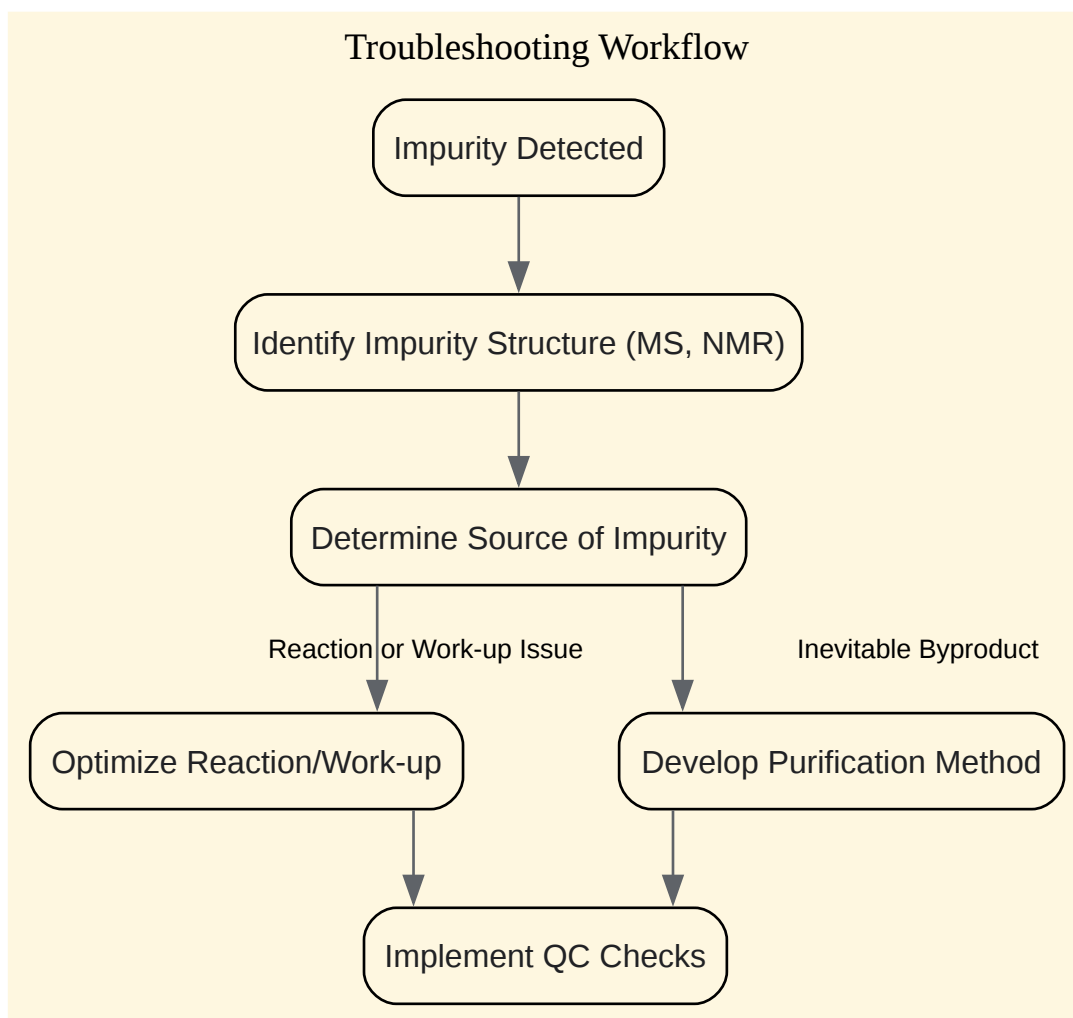 Troubleshooting Workflow
Impurity Detected
Identify Impurity Structure (MS, NMR)
Determine Source of Impurity
Reaction or Work-up Issue
Inevitable Byproduct
Optimize Reaction/Work-up
Develop Purification Method
Implement QC Checks